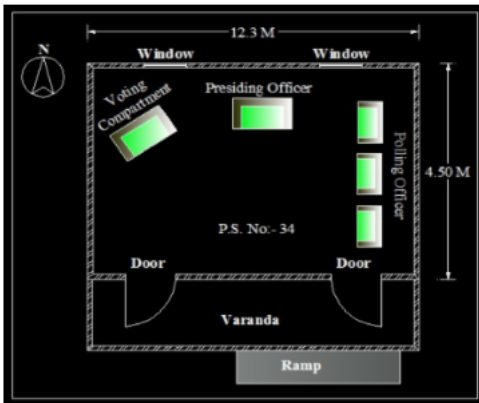 12.3 M
N
Window
Window
Voting
Compartment
Presiding Officer
Polling Officer
4.50 M
P.S. No:- 34
Door
Door
Varanda
Ramp